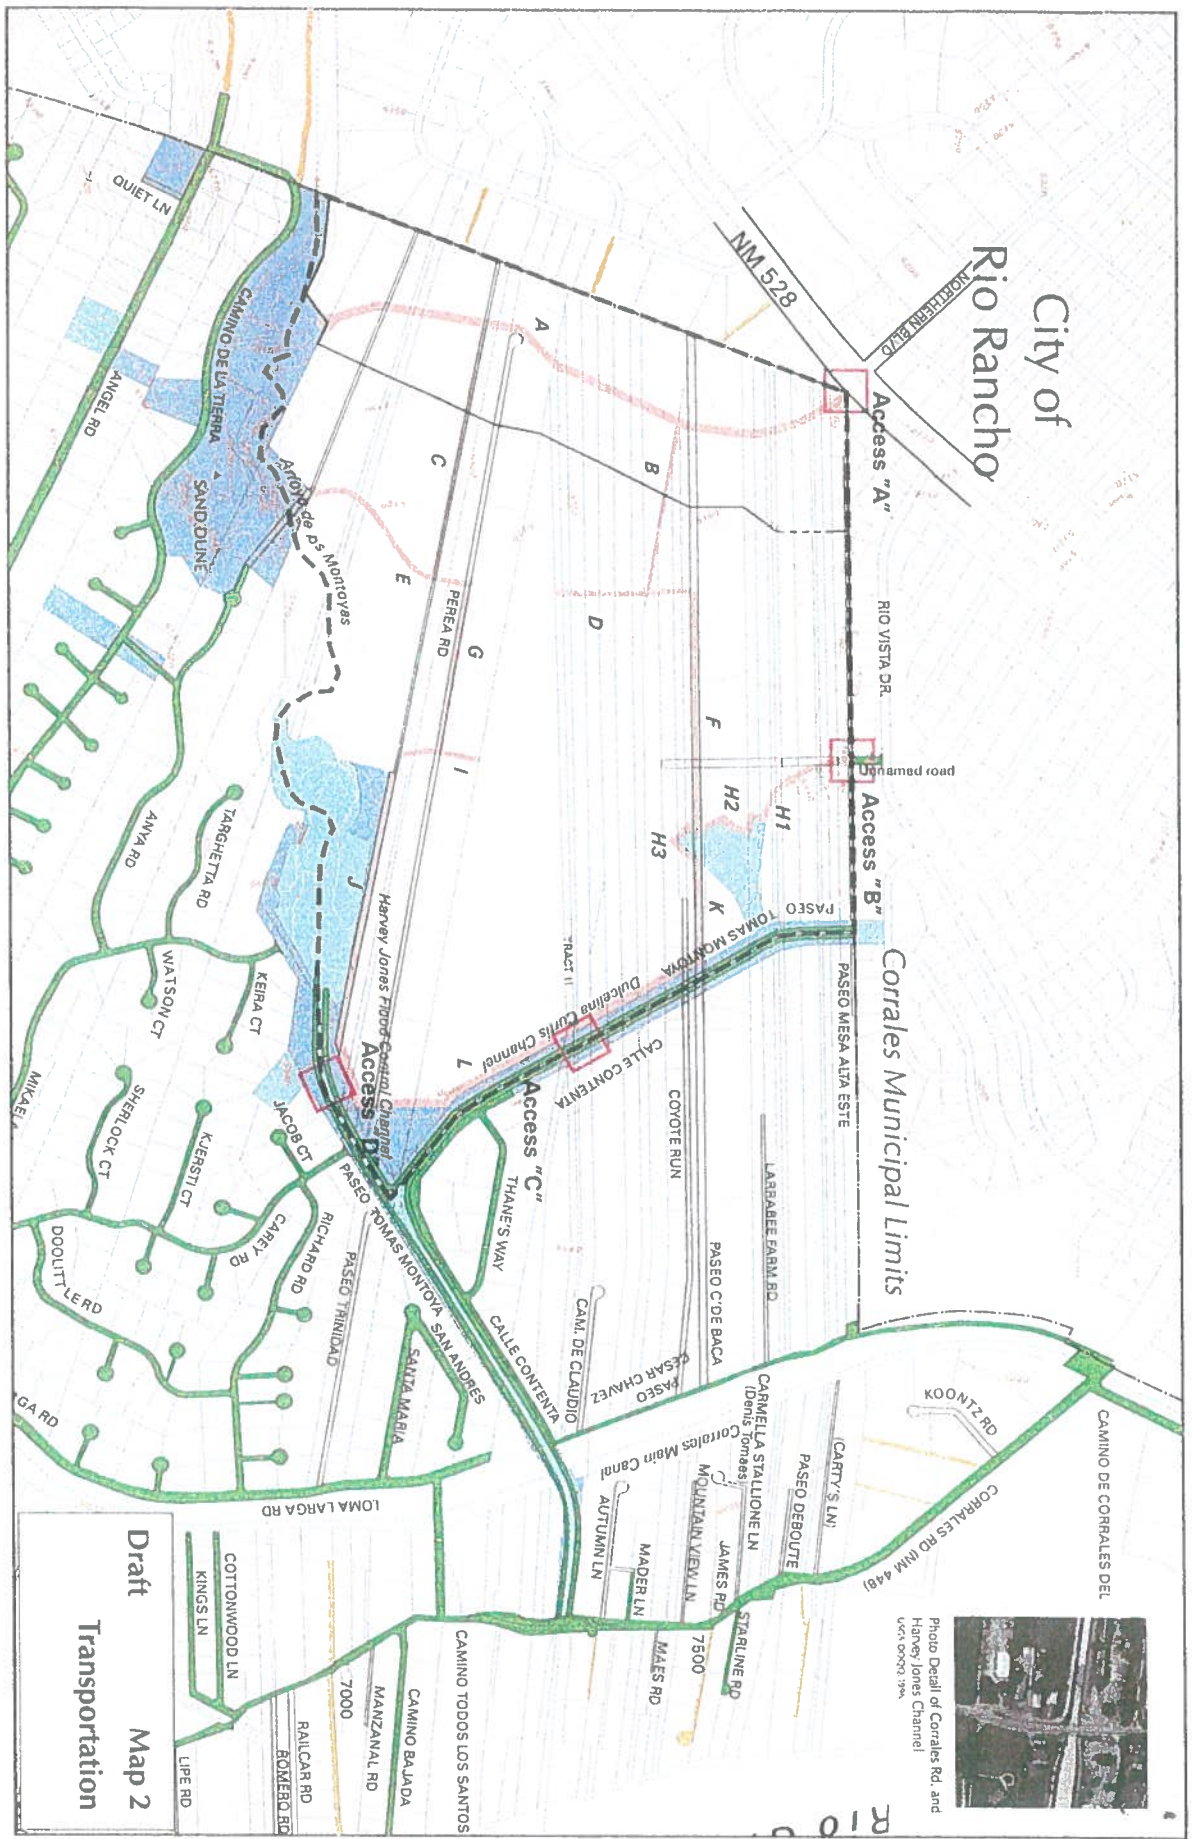 City of
Rio Rancho
NM 528
NORTHERN BLVD
Access "A"
RIO VISTA DR.
Unnamed road
Access "B"
Corrales Municipal Limits
PASEO MESA ALTA ESTE
PASEO
TOMAS MONTOYA
QUIET LN
CAMINO DE LA TIERRA
SAND DUNE
ANGEL RD
Montoyas
A
B
C
D
E
F
G
H1
H2
H3
I
J
K
L
PEREA RD
Harvey Jones Flood Control Channel
Dulcelina Curtis Channel
CALLE CONTENTA
Access "C"
Access "D"
COYOTE RUN
LARRABEE FARM RD
PASEO C'DE BACA
THANE'S WAY
CAM. DE CLAUDIO
PASEO
CESAR CHAVEZ
CALLE CONTENTA
PASEO TOMAS MONTOYA
SAN ANDRES
SANTA MARIA
PASEO TRINIDAD
RICHARD RD
CAREY RD
JACOB CT
KJERSTI CT
SHERLOCK CT
DOOLITTLE RD
KEIRA CT
WATSON CT
TARGHETTA RD
ANYA RD
MIKAEL
GA RD
LOMA LARGA RD
Corrales Main Canal
CARMELLA STALLIONE LN
(Denis Tomaes)
MOUNTAIN VIEW LN
AUTUMN LN
MADER LN
JAMES RD
PASEO DEBOUTE
(CARTY'S LN)
KOONTZ RD
CORRALES RD (NM 448)
CAMINO DE CORRALES DEL
STARLINE RD
7500
MAES RD
CAMINO TODOS LOS SANTOS
CAMINO BAJADA
MANZANAL RD
7000
RAILCAR RD
ROMERO RD
LIPE RD
COTTONWOOD LN
KINGS LN
Photo Detail of Corrales Rd. and
Harvey Jones Channel
RIO
Draft Map 2
Transportation